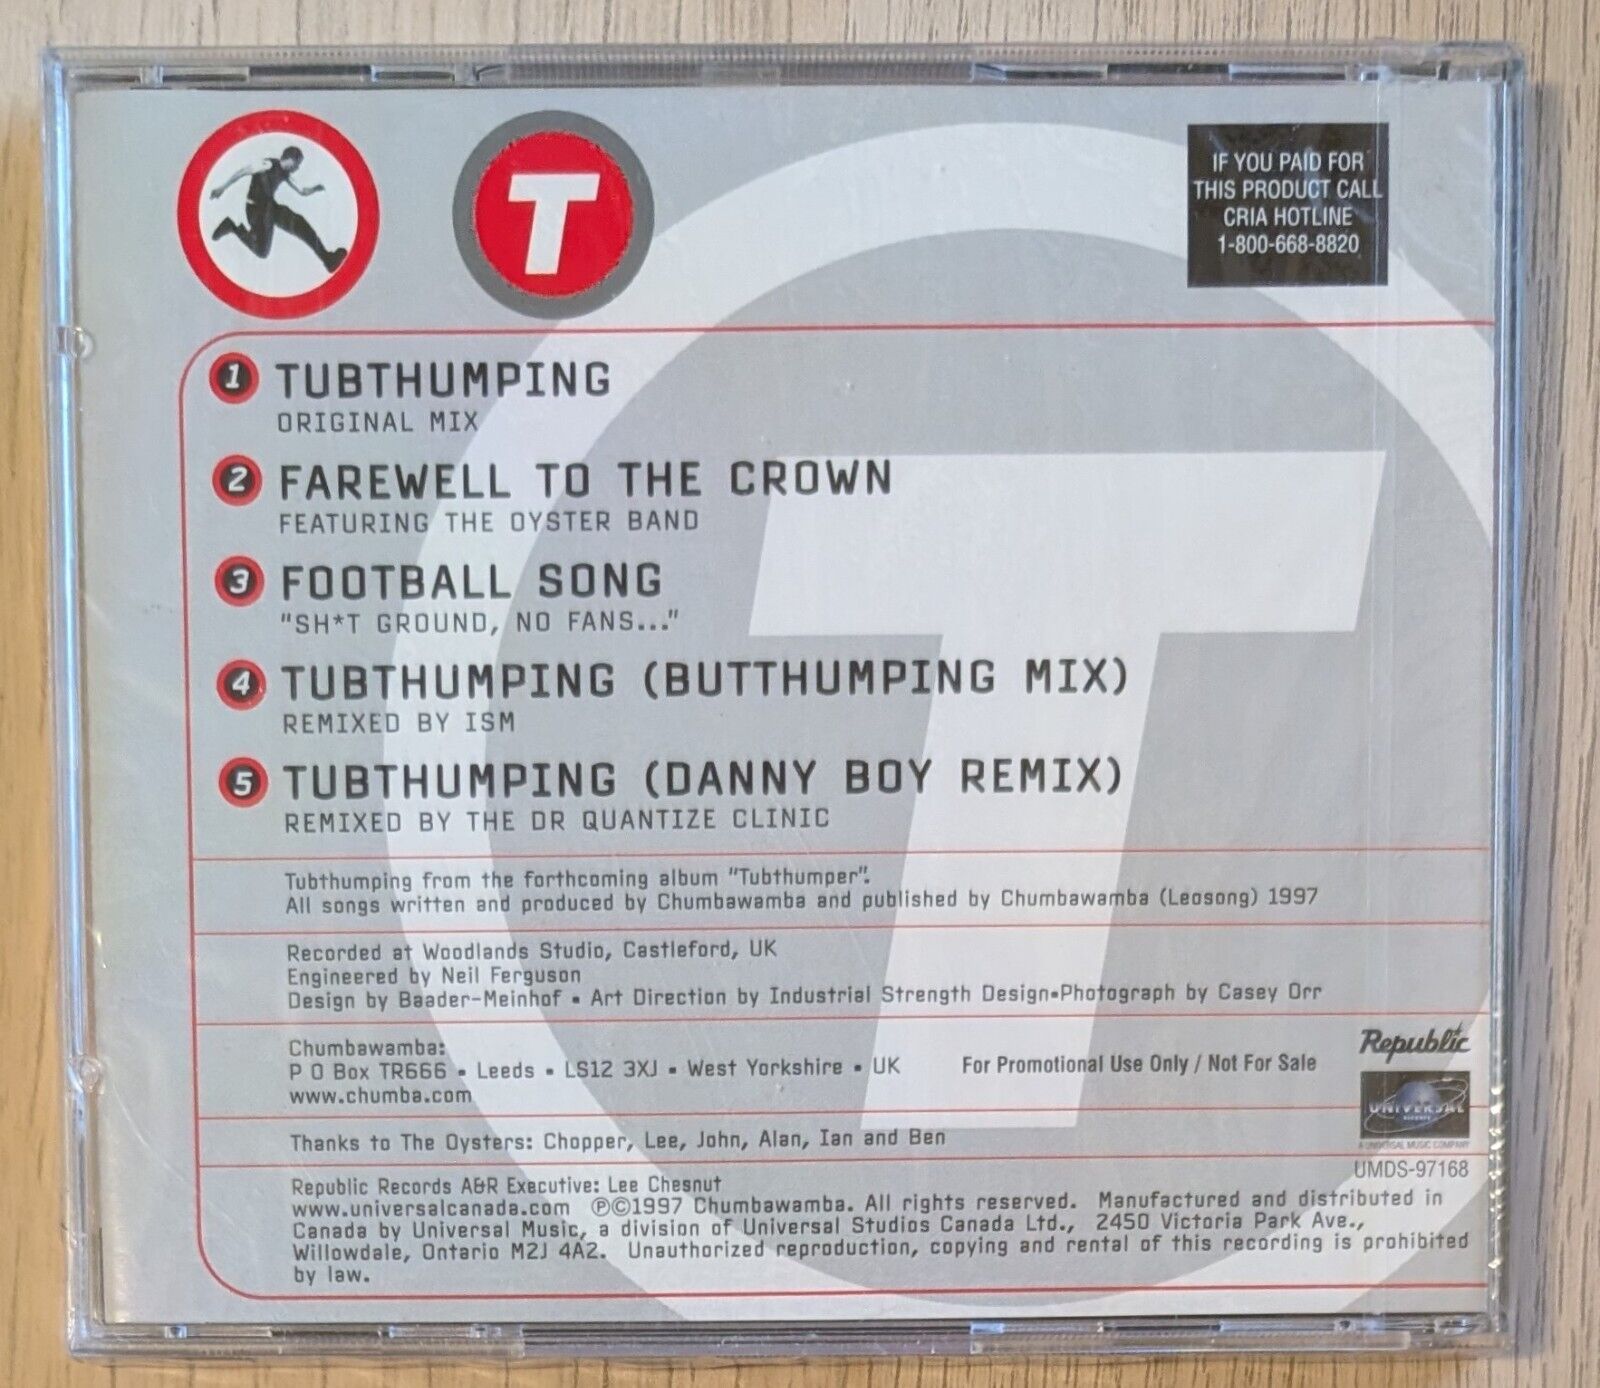 T
IF YOU PAID FOR
THIS PRODUCT CALL
CRIA HOTLINE
1-800-668-8820
1 TUBTHUMPING
ORIGINAL MIX
2 FAREWELL TO THE CROWN
FEATURING THE OYSTER BAND
3 FOOTBALL SONG
"SH*T GROUND, NO FANS..."
4 TUBTHUMPING (BUTTHUMPING MIX)
REMIXED BY ISM
5 TUBTHUMPING (DANNY BOY REMIX)
REMIXED BY THE DR QUANTIZE CLINIC
T
Tubthumping from the forthcoming album "Tubthumper".
All songs written and produced by Chumbawamba and published by Chumbawamba (Leosong) 1997
Recorded at Woodlands Studio, Castleford, UK
Engineered by Neil Ferguson
Design by Baader-Meinhof • Art Direction by Industrial Strength Design•Photograph by Casey Orr
Chumbawamba:
P O Box TR666 • Leeds • LS12 3XJ • West Yorkshire • UK
www.chumba.com
For Promotional Use Only / Not For Sale
Republic
UNIVERSAL
RECORDS
A UNIVERSAL MUSIC COMPANY
UMDS-97168
Thanks to The Oysters: Chopper, Lee, John, Alan, Ian and Ben
Republic Records A&R Executive: Lee Chesnut
www.universalcanada.com ℗©1997 Chumbawamba. All rights reserved. Manufactured and distributed in
Canada by Universal Music, a division of Universal Studios Canada Ltd., 2450 Victoria Park Ave.,
Willowdale, Ontario M2J 4A2. Unauthorized reproduction, copying and rental of this recording is prohibited
by law.